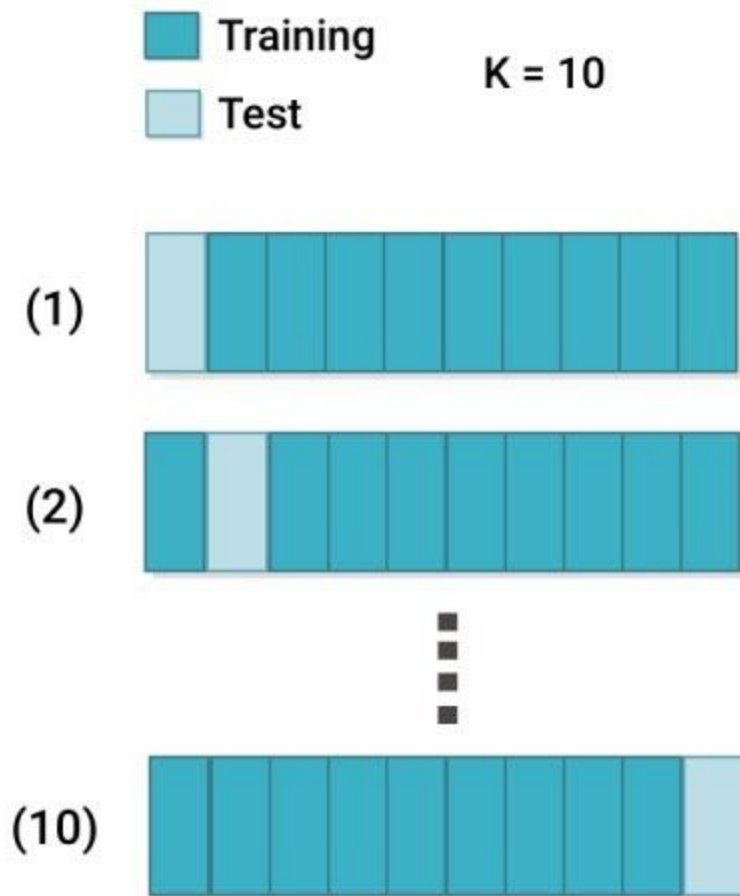 Training
K = 10
Test
(1)
(2)
(10)